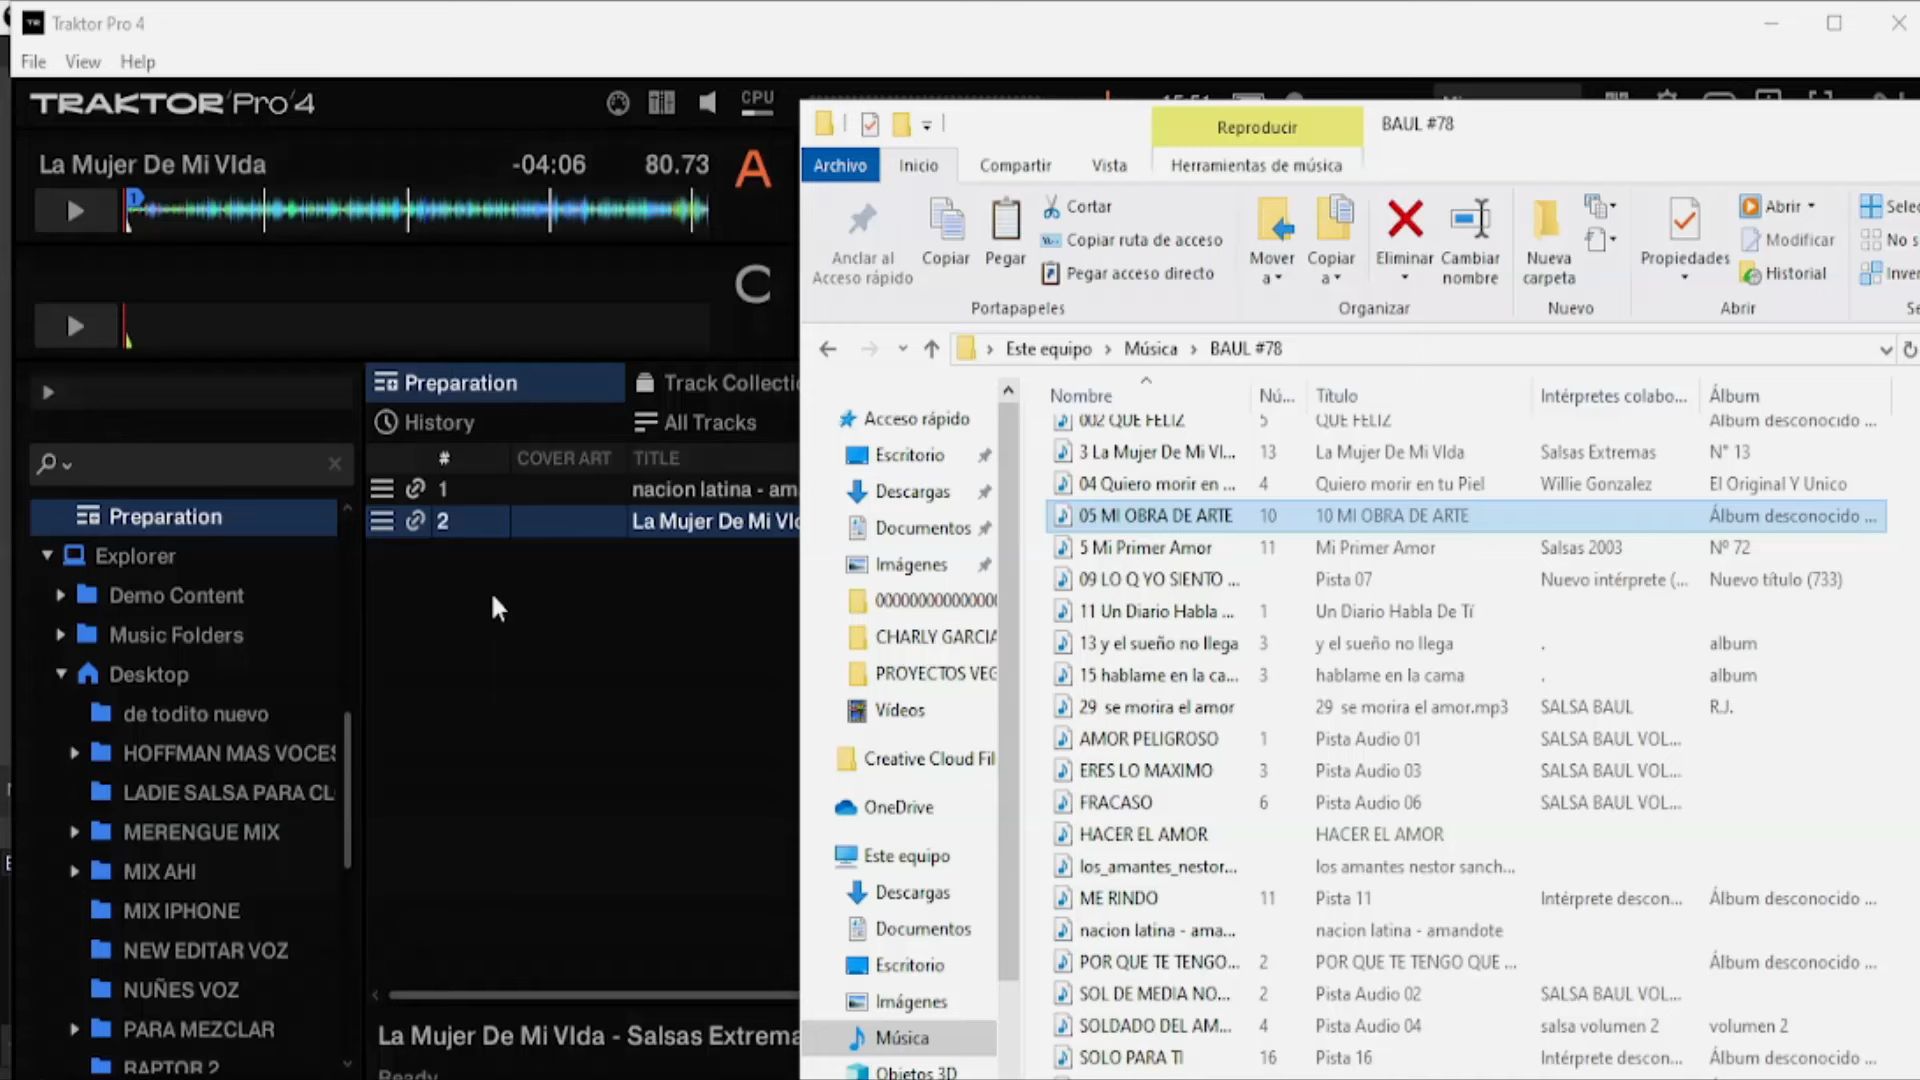 Traktor Pro 4
File View Help
TRAKTOR Pro 4 CPU
La Mujer De Mi VIda -04:06 80.73 A
1
C
Preparation Track Collectio
History All Tracks
# COVER ART TITLE
1 nacion latina - am
2 La Mujer De Mi VIo
Preparation
Explorer
Demo Content
Music Folders
Desktop
de todito nuevo
HOFFMAN MAS VOCES
LADIE SALSA PARA CL
MERENGUE MIX
MIX AHI
MIX IPHONE
NEW EDITAR VOZ
NUÑES VOZ
PARA MEZCLAR
RAPTOR 2
La Mujer De Mi VIda - Salsas Extrema
Ready
Reproducir BAUL #78
Archivo Inicio Compartir Vista Herramientas de música
Anclar al Acceso rápido
Copiar
Pegar
Cortar
Copiar ruta de acceso
Pegar acceso directo
Portapapeles
Mover a
Copiar a
Eliminar
Cambiar nombre
Organizar
Nueva carpeta
Nuevo
Propiedades
Abrir
Modificar
Historial
Abrir
Selec
No s
Inver
Se
Este equipo > Música > BAUL #78
Acceso rápido
Escritorio
Descargas
Documentos
Imágenes
CHARLY GARCIA
PROYECTOS VEG
Vídeos
Creative Cloud Fil
OneDrive
Este equipo
Descargas
Documentos
Escritorio
Imágenes
Música
Objetos 3D
Nombre Nú... Título Intérpretes colabo... Álbum
002 QUE FELIZ 5 QUE FELIZ Álbum desconocido ...
3 La Mujer De Mi VI... 13 La Mujer De Mi VIda Salsas Extremas N° 13
04 Quiero morir en ... 4 Quiero morir en tu Piel Willie Gonzalez El Original Y Unico
05 MI OBRA DE ARTE 10 10 MI OBRA DE ARTE Álbum desconocido ...
5 Mi Primer Amor 11 Mi Primer Amor Salsas 2003 Nº 72
09 LO Q YO SIENTO ... Pista 07 Nuevo intérprete (... Nuevo título (733)
11 Un Diario Habla ... 1 Un Diario Habla De Tí
13 y el sueño no llega 3 y el sueño no llega . album
15 hablame en la ca... 3 hablame en la cama . album
29 se morira el amor 29 se morira el amor.mp3 SALSA BAUL R.J.
AMOR PELIGROSO 1 Pista Audio 01 SALSA BAUL VOL...
ERES LO MAXIMO 3 Pista Audio 03 SALSA BAUL VOL...
FRACASO 6 Pista Audio 06 SALSA BAUL VOL...
HACER EL AMOR HACER EL AMOR
los_amantes_nestor... los amantes nestor sanch...
ME RINDO 11 Pista 11 Intérprete descon... Álbum desconocido ...
nacion latina - ama... nacion latina - amandote
POR QUE TE TENGO... 2 POR QUE TE TENGO QUE ... Álbum desconocido ...
SOL DE MEDIA NO... 2 Pista Audio 02 SALSA BAUL VOL...
SOLDADO DEL AM... 4 Pista Audio 04 salsa volumen 2 volumen 2
SOLO PARA TI 16 Pista 16 Intérprete descon... Álbum desconocido ...